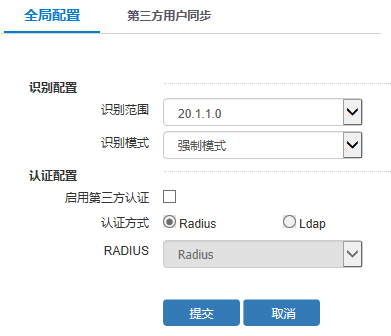 全局配置 第三方用户同步
识别配置
识别范围 20.1.1.0
识别模式 强制模式
认证配置
启用第三方认证
认证方式 Radius Ldap
RADIUS Radius
提交 取消